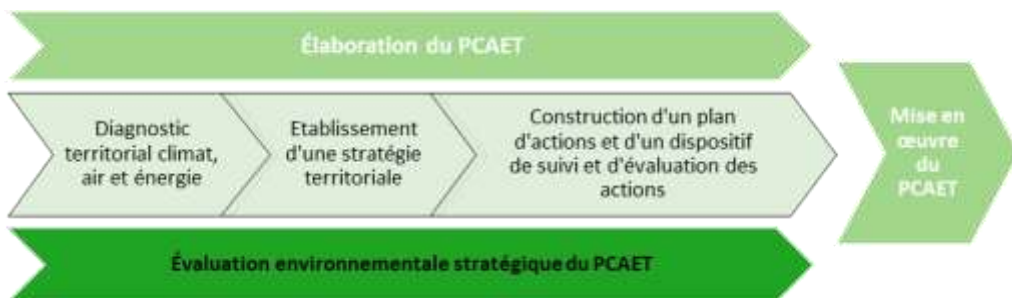 Élaboration du PCAET
Diagnostic
territorial climat,
air et énergie
Etablissement
d'une stratégie
territoriale
Construction d'un plan
d'actions et d'un dispositif
de suivi et d'évaluation des
actions
Mise en
œuvre
du
PCAET
Évaluation environnementale stratégique du PCAET